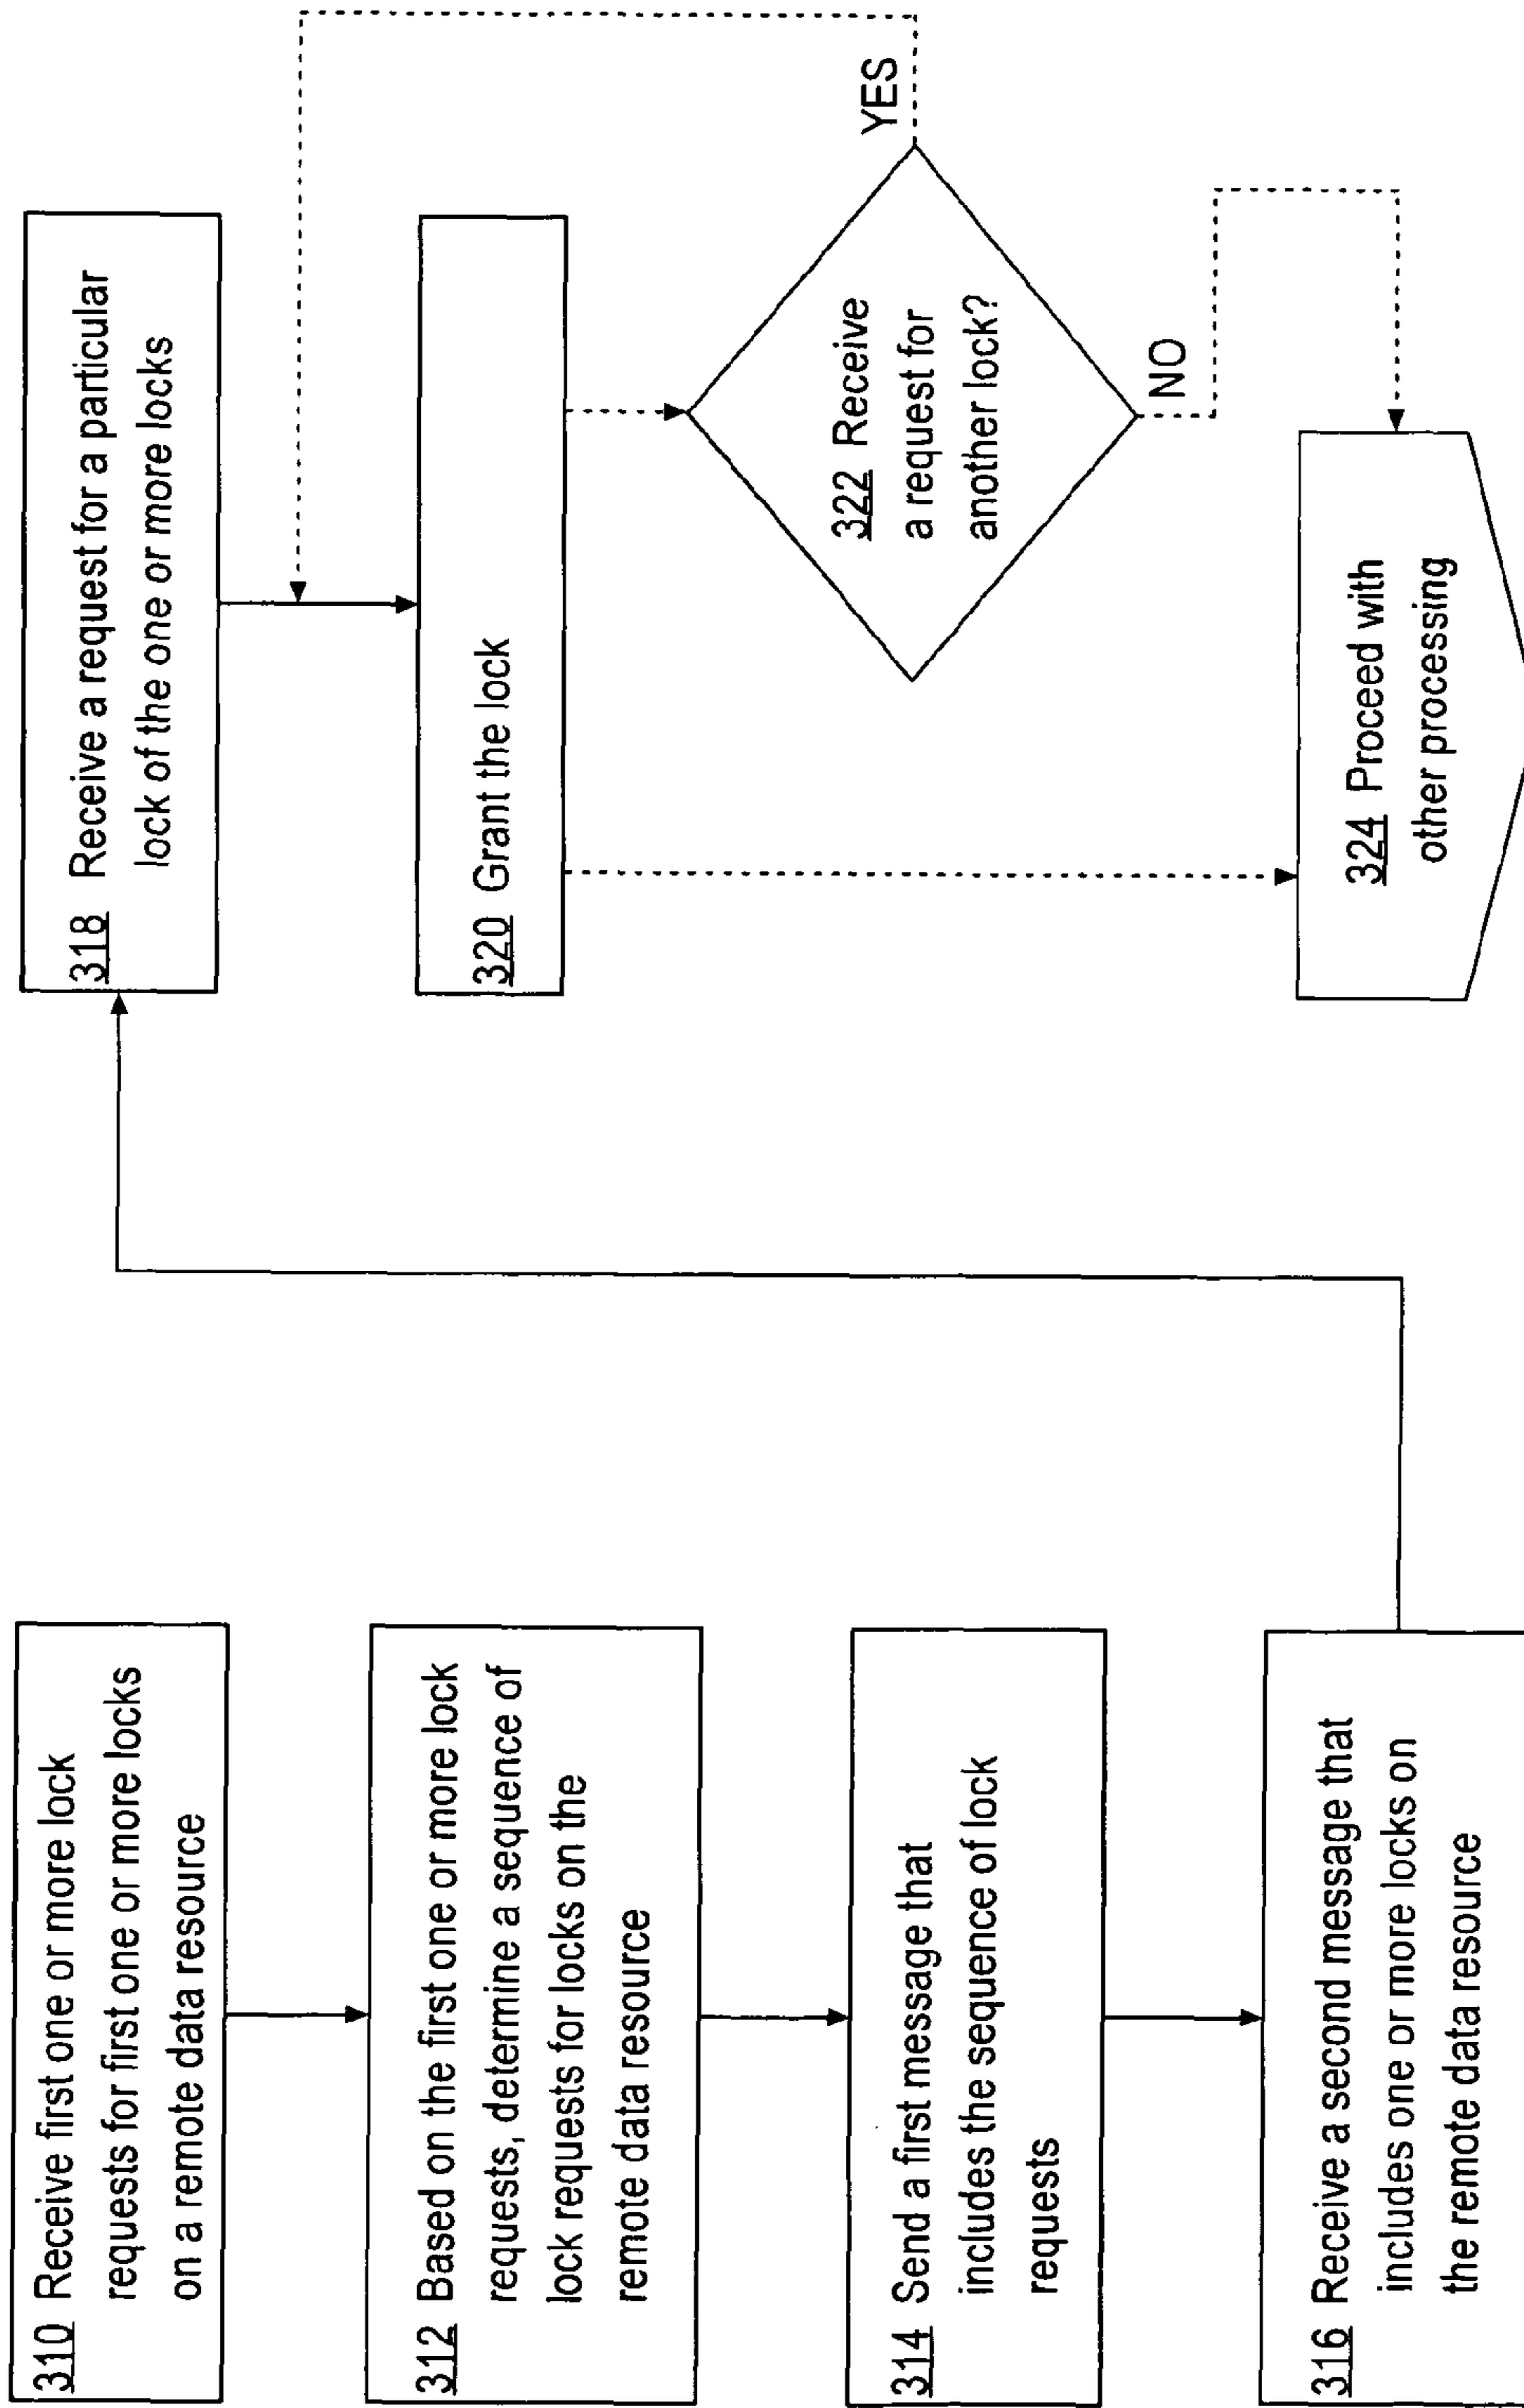 310 Receive first one or more lock
requests for first one or more locks
on a remote data resource
312 Based on the first one or more lock
requests, determine a sequence of
lock requests for locks on the
remote data resource
314 Send a first message that
includes the sequence of lock
requests
316 Receive a second message that
includes one or more locks on
the remote data resource
318 Receive a request for a particular
lock of the one or more locks
320 Grant the lock
322 Receive
a request for
another lock?
YES
NO
324 Proceed with
other processing